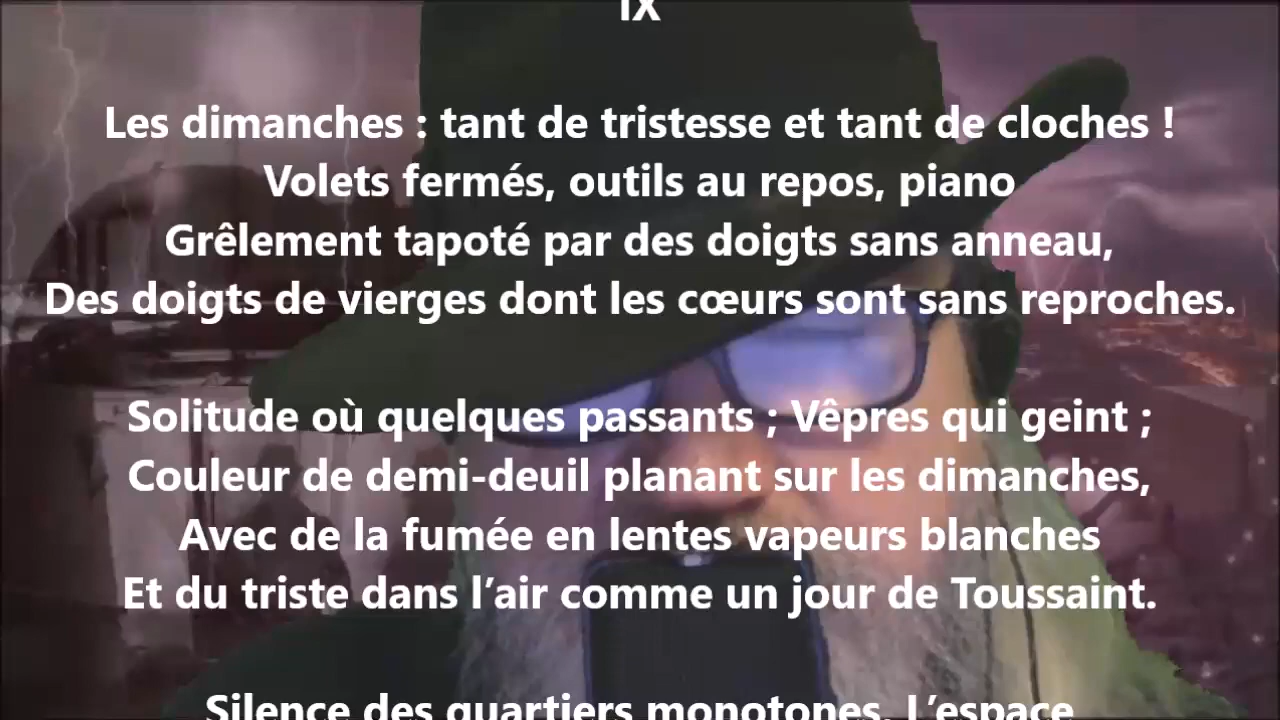 IX
Les dimanches : tant de tristesse et tant de cloches !
Volets fermés, outils au repos, piano
Grêlement tapoté par des doigts sans anneau,
Des doigts de vierges dont les cœurs sont sans reproches.
Solitude où quelques passants ; Vêpres qui geint ;
Couleur de demi-deuil planant sur les dimanches,
Avec de la fumée en lentes vapeurs blanches
Et du triste dans l’air comme un jour de Toussaint.
Silence des quartiers monotones. L’espace